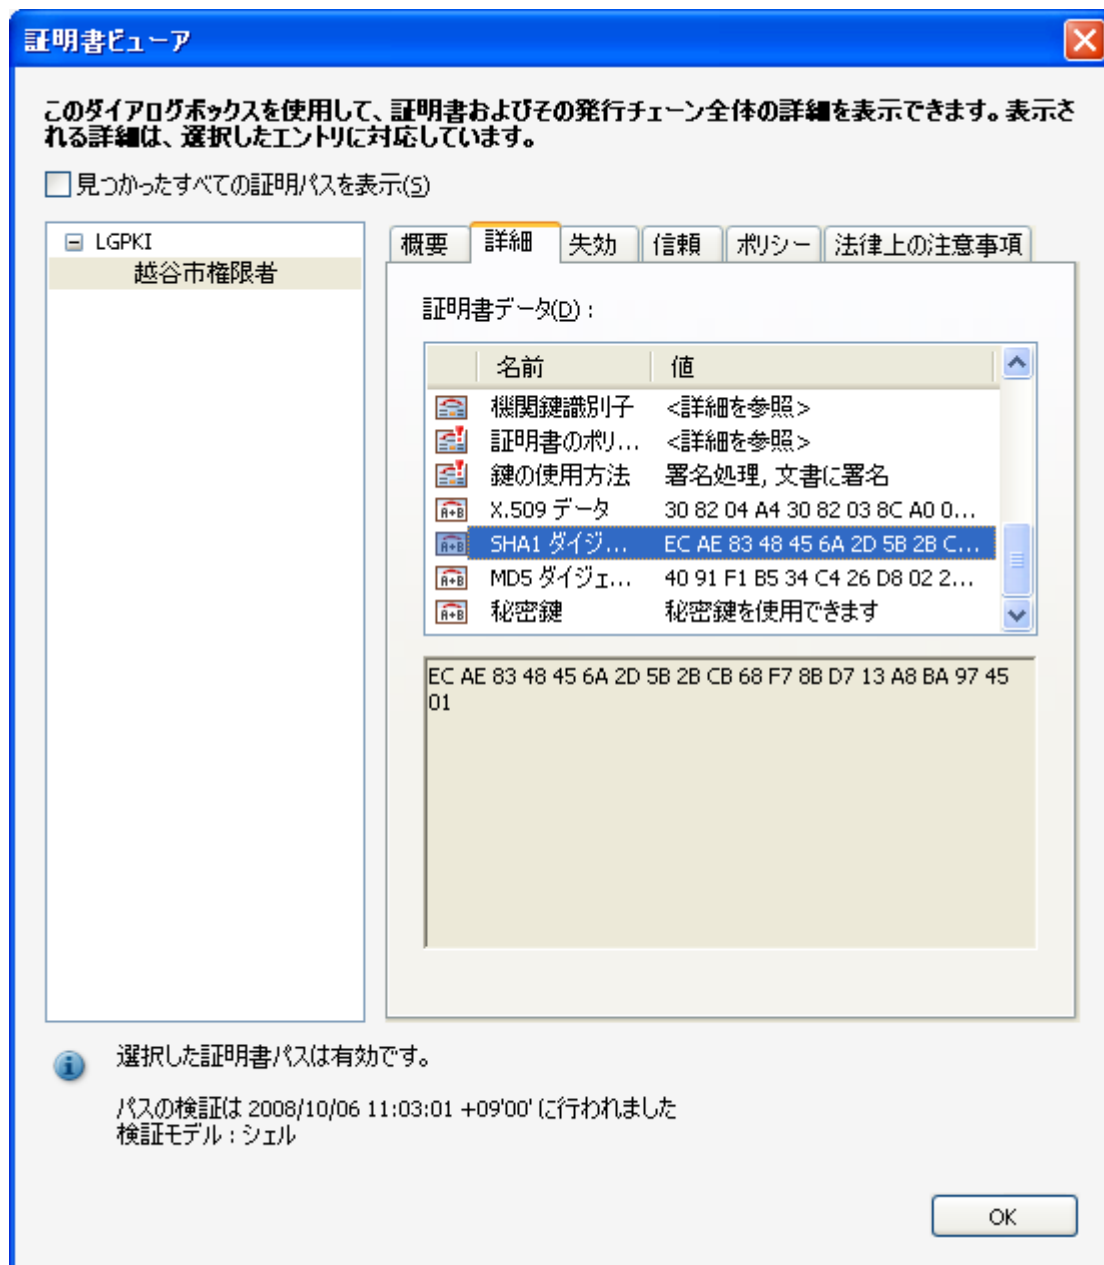 証明書ビューア
このダイアログボックスを使用して、証明書およびその発行チェーン全体の詳細を表示できます。表示さ
れる詳細は、選択したエントリに対応しています。
見つかったすべての証明パスを表示(S)
LGPKI
越谷市権限者
概要 詳細 失効 信頼 ポリシー 法律上の注意事項
証明書データ(D) :
名前 値
機関鍵識別子 <詳細を参照>
証明書のポリ... <詳細を参照>
鍵の使用方法 署名処理, 文書に署名
X.509 データ 30 82 04 A4 30 82 03 8C A0 0...
SHA1 ダイジ... EC AE 83 48 45 6A 2D 5B 2B C...
MD5 ダイジェ... 40 91 F1 B5 34 C4 26 D8 02 2...
秘密鍵 秘密鍵を使用できます
EC AE 83 48 45 6A 2D 5B 2B CB 68 F7 8B D7 13 A8 BA 97 45
01
選択した証明書パスは有効です。
パスの検証は 2008/10/06 11:03:01 +09'00' に行われました
検証モデル : シェル
OK